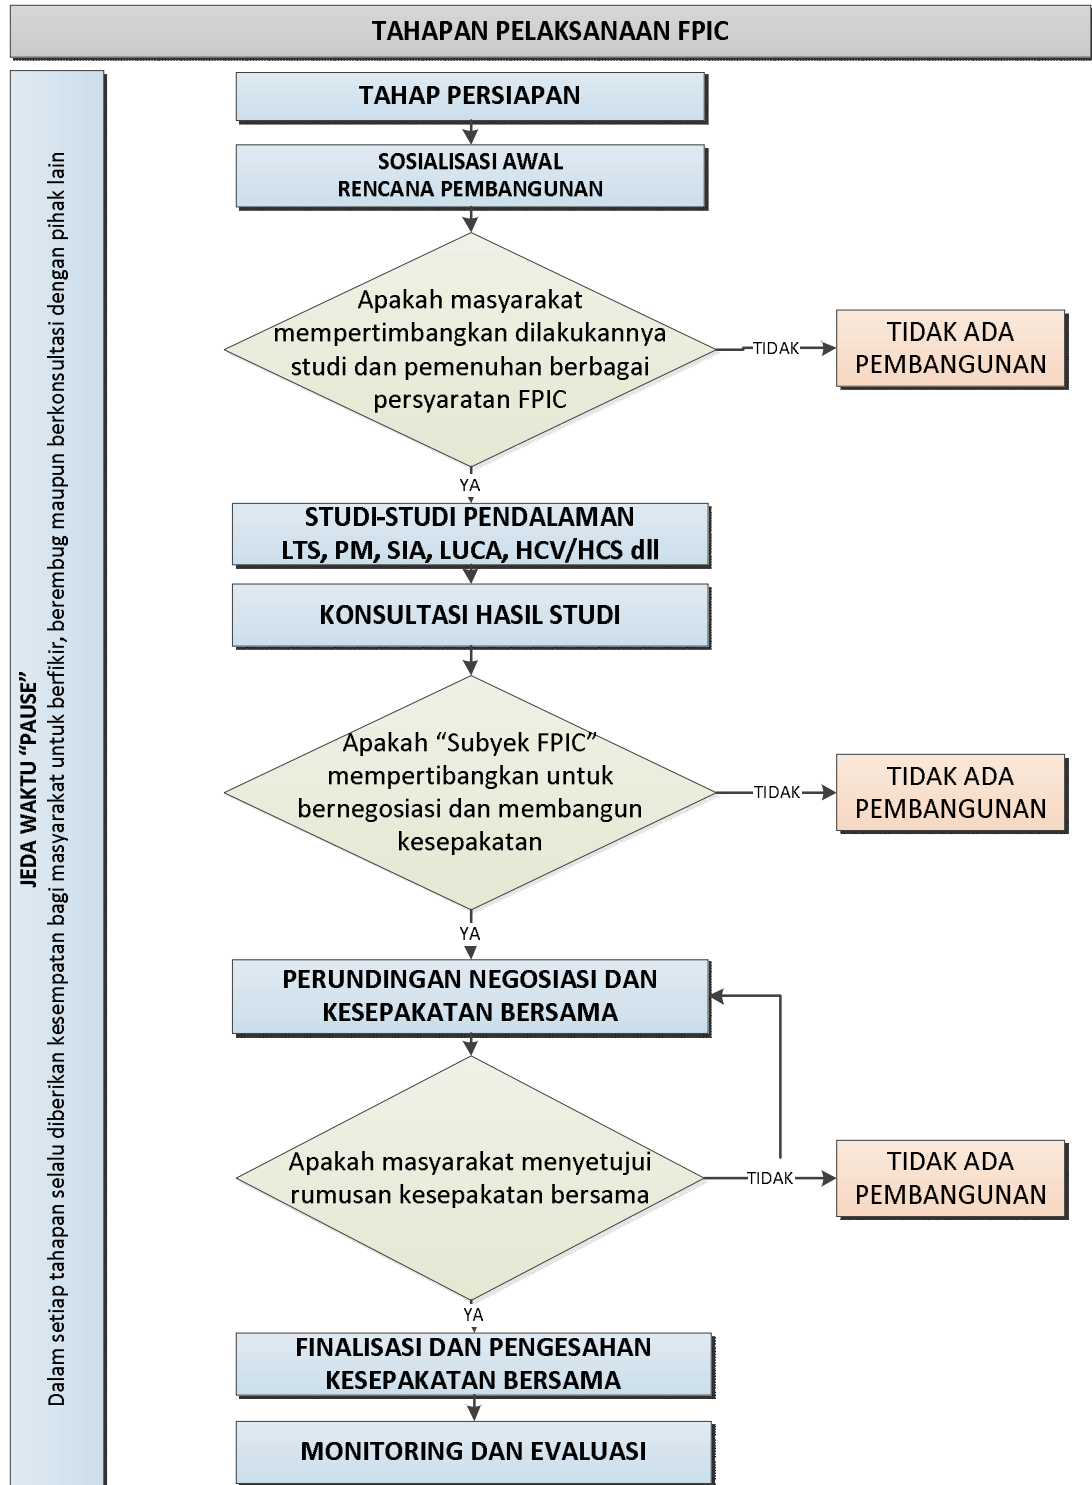 TAHAPAN PELAKSANAAN FPIC
JEDA WAKTU “PAUSE”
Dalam setiap tahapan selalu diberikan kesempatan bagi masyarakat untuk berfikir, berembug maupun berkonsultasi dengan pihak lain
TAHAP PERSIAPAN
SOSIALISASI AWAL
RENCANA PEMBANGUNAN
Apakah masyarakat
mempertimbangkan dilakukannya
studi dan pemenuhan berbagai
persyaratan FPIC
TIDAK
TIDAK ADA
PEMBANGUNAN
YA
STUDI-STUDI PENDALAMAN
LTS, PM, SIA, LUCA, HCV/HCS dll
KONSULTASI HASIL STUDI
Apakah “Subyek FPIC”
mempertibangkan untuk
bernegosiasi dan membangun
kesepakatan
TIDAK
TIDAK ADA
PEMBANGUNAN
YA
PERUNDINGAN NEGOSIASI DAN
KESEPAKATAN BERSAMA
Apakah masyarakat menyetujui
rumusan kesepakatan bersama
TIDAK
TIDAK ADA
PEMBANGUNAN
YA
FINALISASI DAN PENGESAHAN
KESEPAKATAN BERSAMA
MONITORING DAN EVALUASI